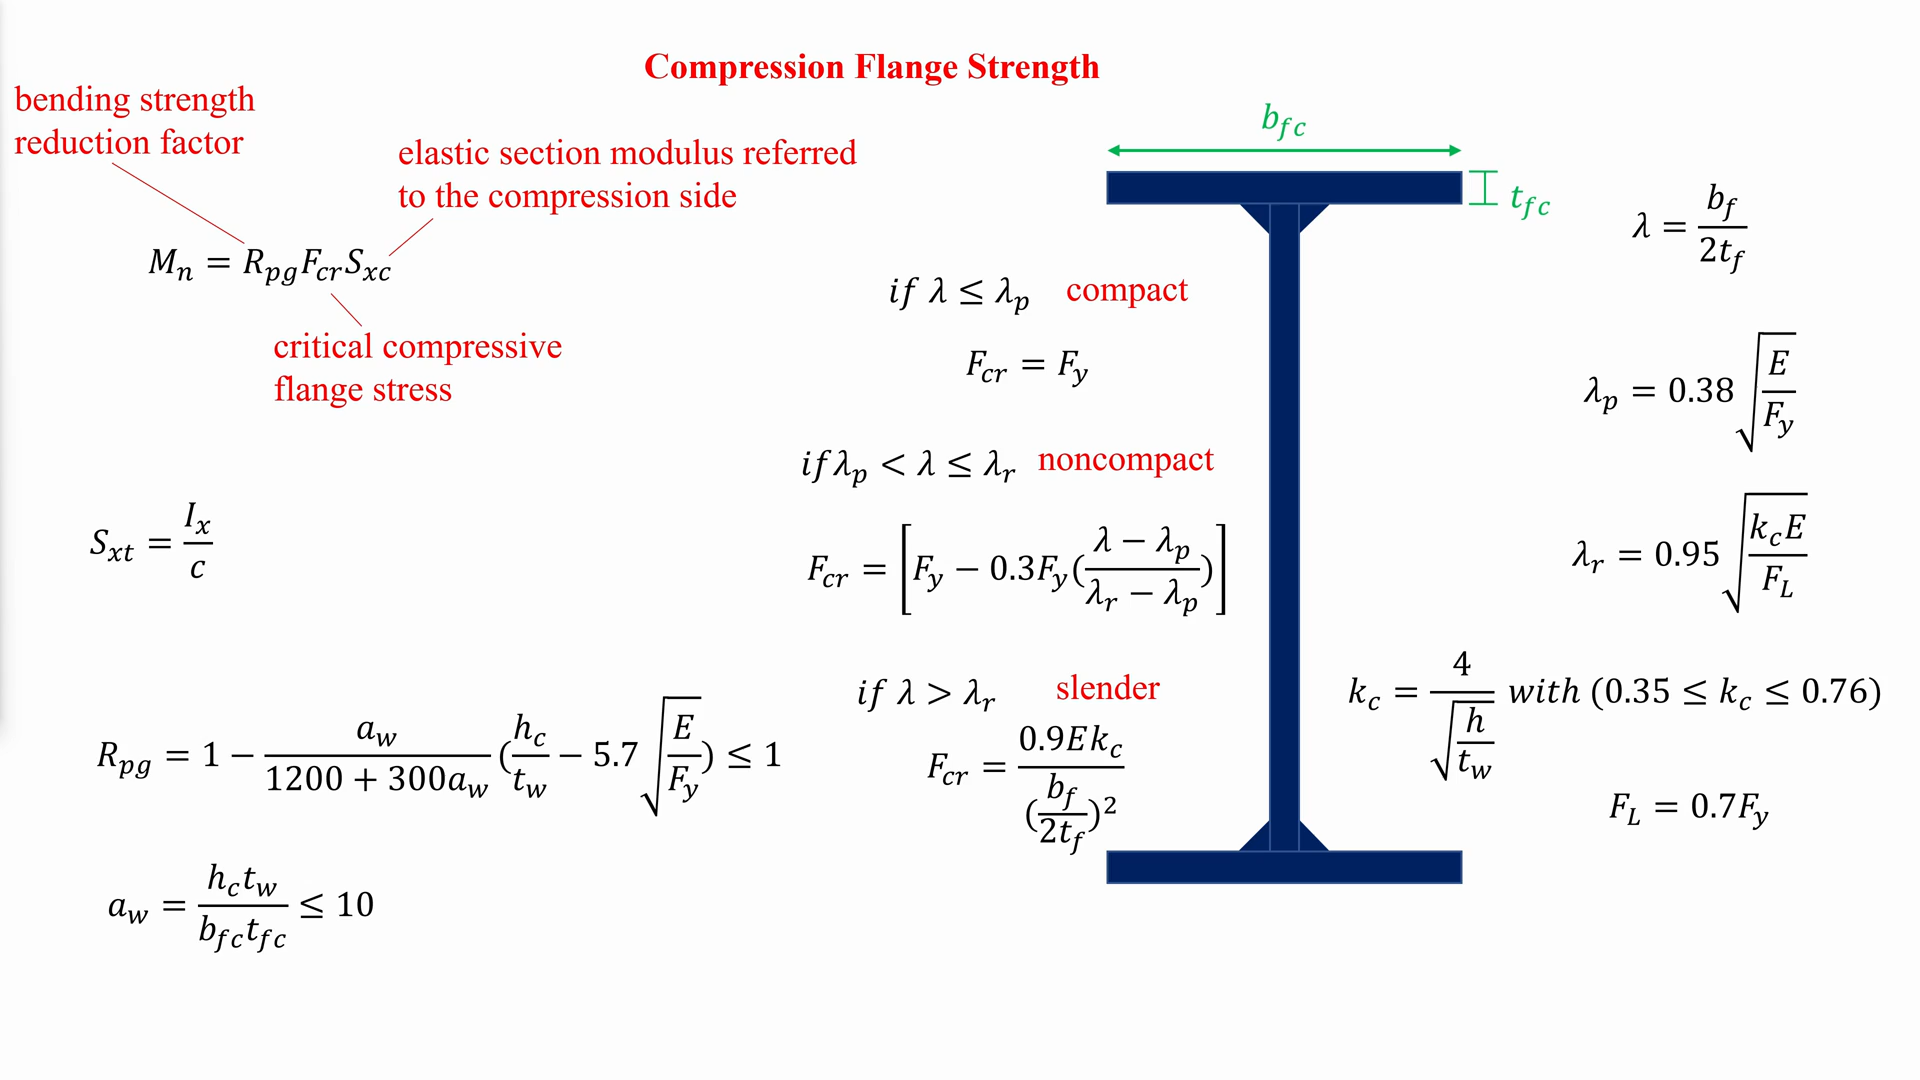 Compression Flange Strength
bending strength
reduction factor
elastic section modulus referred
to the compression side
Mₙ = R_pg F_cr S_xc
critical compressive
flange stress
S_xt = I_x / c
R_pg = 1 − a_w / (1200 + 300a_w) (h_c / t_w − 5.7 √(E / F_y)) ≤ 1
a_w = h_c t_w / (b_fc t_fc) ≤ 10
if λ ≤ λ_p compact
F_cr = F_y
if λ_p < λ ≤ λ_r noncompact
F_cr = [F_y − 0.3F_y ((λ − λ_p) / (λ_r − λ_p))]
if λ > λ_r slender
F_cr = 0.9Ek_c / (b_f / 2t_f)²
b_fc
t_fc
λ = b_f / 2t_f
λ_p = 0.38 √(E / F_y)
λ_r = 0.95 √(k_c E / F_L)
k_c = 4 / √(h / t_w) with (0.35 ≤ k_c ≤ 0.76)
F_L = 0.7F_y